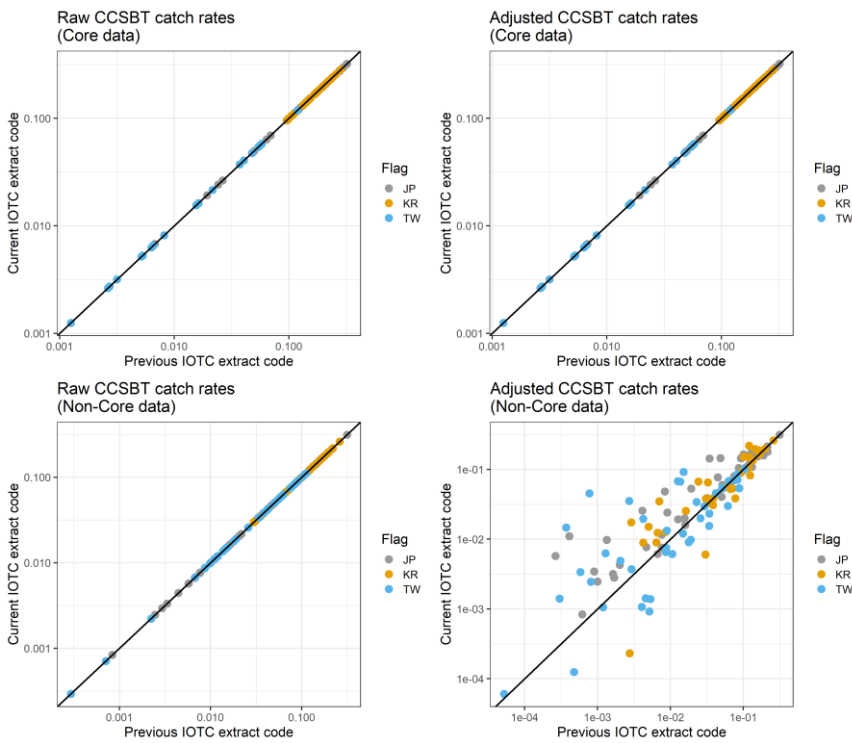 Raw CCSBT catch rates
(Core data)
Current IOTC extract code
0.100
0.010
0.001
0.001
0.010
0.100
Previous IOTC extract code
Flag
JP
KR
TW
Adjusted CCSBT catch rates
(Core data)
Current IOTC extract code
0.100
0.010
0.001
0.001
0.010
0.100
Previous IOTC extract code
Flag
JP
KR
TW
Raw CCSBT catch rates
(Non-Core data)
Current IOTC extract code
0.100
0.010
0.001
0.001
0.010
0.100
Previous IOTC extract code
Flag
JP
KR
TW
Adjusted CCSBT catch rates
(Non-Core data)
Current IOTC extract code
1e-01
1e-02
1e-03
1e-04
1e-04
1e-03
1e-02
1e-01
Previous IOTC extract code
Flag
JP
KR
TW